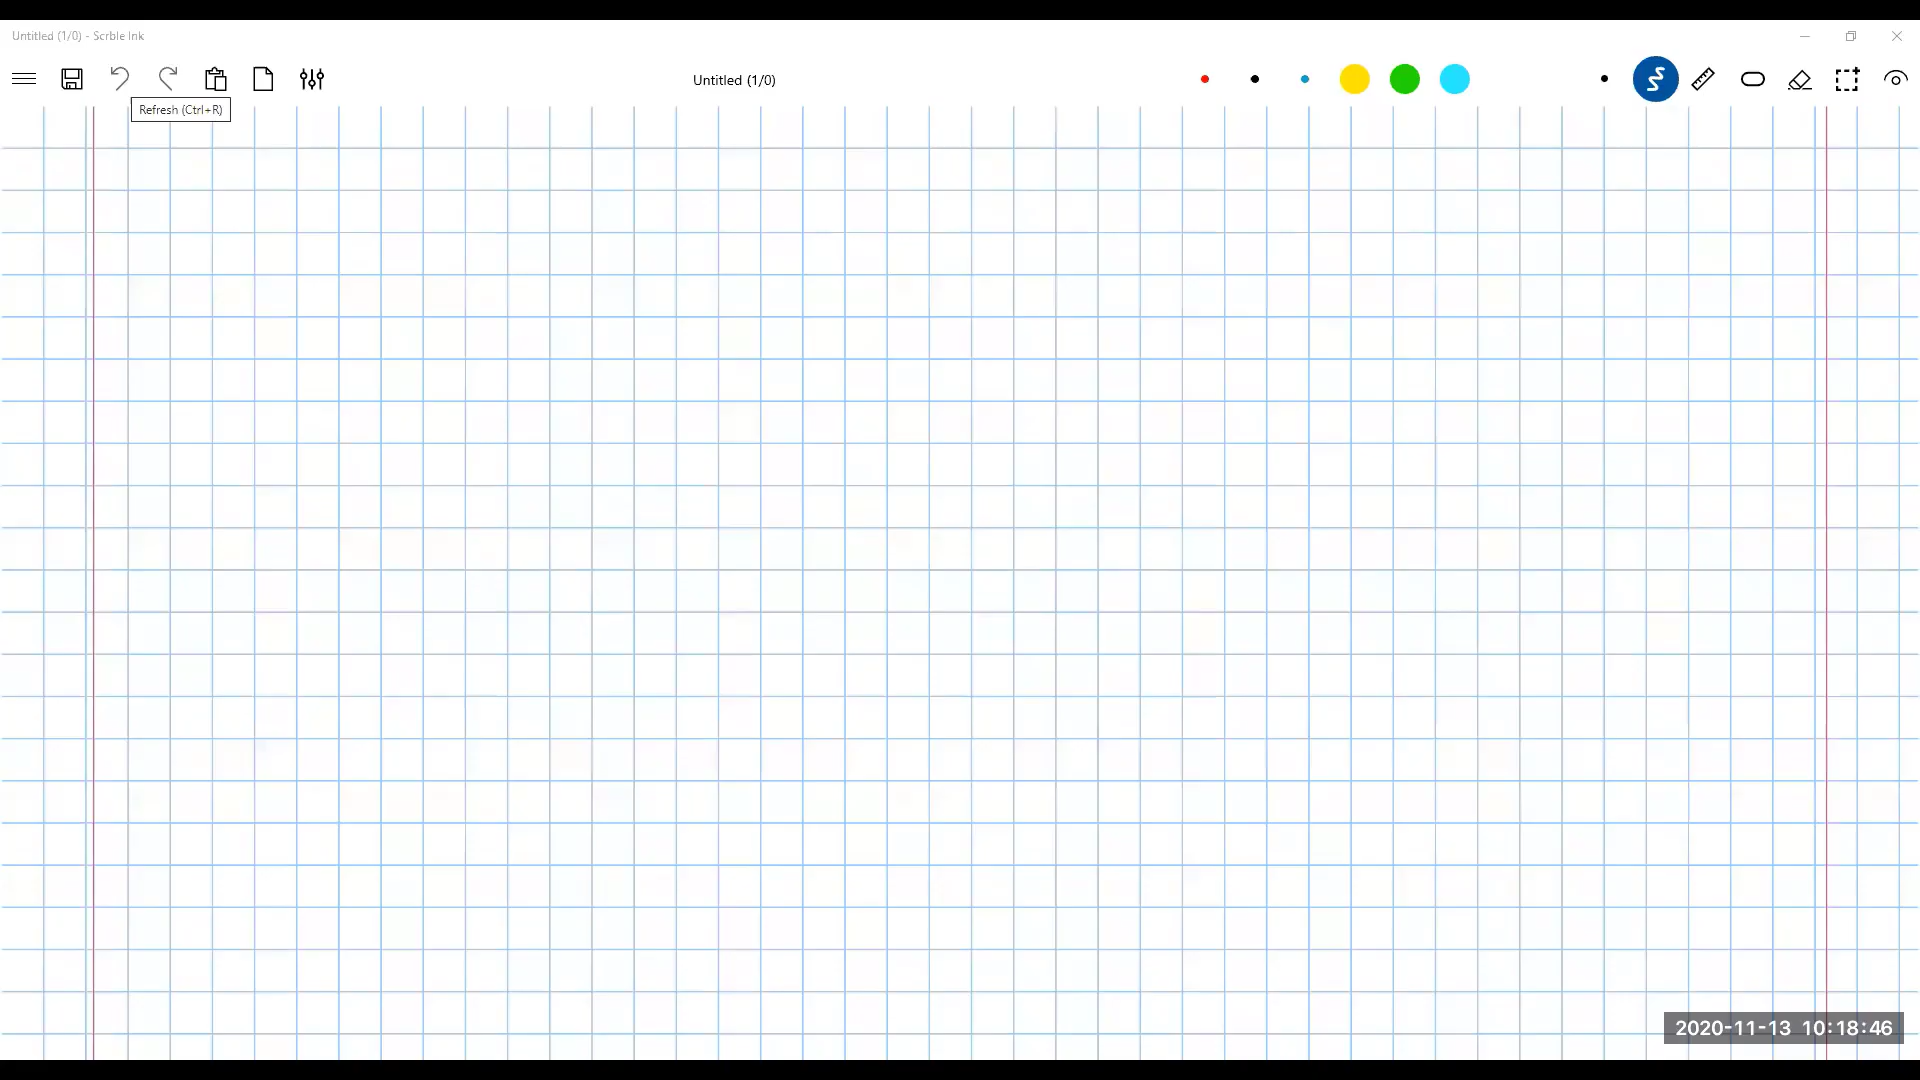 Untitled (1/0) - Scrble Ink
Untitled (1/0)
Refresh (Ctrl+R)
2020-11-13 10:18:46